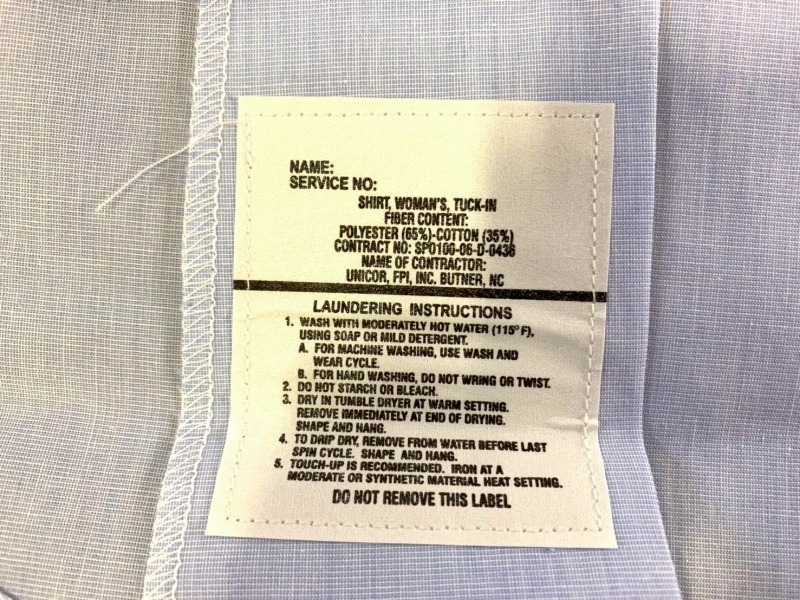 NAME:
SERVICE NO:
SHIRT, WOMAN'S, TUCK-IN
FIBER CONTENT:
POLYESTER (65%)-COTTON (35%)
CONTRACT NO: SPO100-06-D-0436
NAME OF CONTRACTOR:
UNICOR, FPI, INC. BUTNER, NC
LAUNDERING INSTRUCTIONS
1. WASH WITH MODERATELY HOT WATER (115°F),
USING SOAP OR MILD DETERGENT.
A. FOR MACHINE WASHING, USE WASH AND
WEAR CYCLE.
B. FOR HAND WASHING, DO NOT WRING OR TWIST.
2. DO NOT STARCH OR BLEACH.
3. DRY IN TUMBLE DRYER AT WARM SETTING.
REMOVE IMMEDIATELY AT END OF DRYING.
SHAPE AND HANG.
4. TO DRIP DRY, REMOVE FROM WATER BEFORE LAST
SPIN CYCLE. SHAPE AND HANG.
5. TOUCH-UP IS RECOMMENDED. IRON AT A
MODERATE OR SYNTHETIC MATERIAL HEAT SETTING.
DO NOT REMOVE THIS LABEL